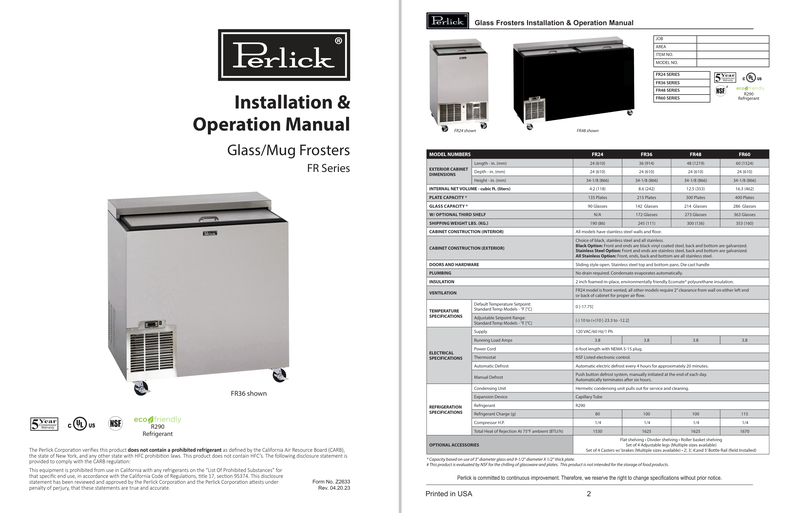 Perlick®
Installation &
Operation Manual
Glass/Mug Frosters
FR Series
FR36 shown
ecofriendly
R290
Refrigerant
The Perlick Corporation verifies this product does not contain a prohibited refrigerant as defined by the California Air Resource Board (CARB),
the state of New York, and any other state with HFC prohibition laws. This product does not contain HFC's. The following disclosure statement is
provided to comply with the CARB regulation:
This equipment is prohibited from use in California with any refrigerants on the "List Of Prohibited Substances" for
that specific end use, in accordance with the California Code of Regulations, title 17, section 95374. This disclosure
statement has been reviewed and approved by the Perlick Corporation and the Perlick Corporation attests under
penalty of perjury, that these statements are true and accurate.
Form No. Z2633
Rev. 04.20.23
Perlick
Glass Frosters Installation & Operation Manual
JOB
AREA
ITEM NO.
MODEL NO.
FR24 SERIES
FR36 SERIES
FR48 SERIES
FR60 SERIES
5 Year
NSF
ecofriendly
R290
Refrigerant
FR24 shown
FR48 shown
MODEL NUMBERS FR24 FR36 FR48 FR60
EXTERIOR CABINET DIMENSIONS
Length - in. (mm) 24 (610) 36 (914) 48 (1219) 60 (1524)
Depth - in. (mm) 24 (610) 24 (610) 24 (610) 24 (610)
Height - in. (mm) 34-1/8 (866) 34-1/8 (866) 34-1/8 (866) 34-1/8 (866)
INTERNAL NET VOLUME - cubic ft. (liters) 4.2 (118) 8.6 (242) 12.5 (353) 16.3 (462)
PLATE CAPACITY * 135 Plates 215 Plates 300 Plates 400 Plates
GLASS CAPACITY * 90 Glasses 142 Glasses 214 Glasses 286 Glasses
W/ OPTIONAL THIRD SHELF N/A 172 Glasses 273 Glasses 363 Glasses
SHIPPING WEIGHT LBS. (KG.) 190 (86) 245 (111) 300 (136) 353 (160)
CABINET CONSTRUCTION (INTERIOR) All models have stainless steel walls and floor.
CABINET CONSTRUCTION (EXTERIOR)
Choice of black, stainless steel and all stainless.
Black Option: Front and ends are black vinyl coated steel, back and bottom are galvanized.
Stainless Steel Option: Front and ends are stainless steel, back and bottom are galvanized.
All Stainless Option: Front, ends, back and bottom are all stainless steel.
DOORS AND HARDWARE Sliding style open. Stainless steel top and bottom pans. Die cast handle
PLUMBING No drain required. Condensate evaporates automatically.
INSULATION 2 inch foamed-in-place, environmentally friendly Ecomate® polyurethane insulation.
VENTILATION FR24 model is front vented, all other models require 2" clearance from wall on either left end
or back of cabinet for proper air flow.
TEMPERATURE SPECIFICATIONS
Default Temperature Setpoint:
Standard Temp Models - °F [°C] 0 [-17.75]
Adjustable Setpoint Range:
Standard Temp Models - °F [°C] (-) 10 to (+)10 [-23.3 to -12.2]
ELECTRICAL SPECIFICATIONS
Supply 120 VAC/60 Hz/1 Ph
Running Load Amps 3.8 3.8 3.8 3.8
Power Cord 6-foot length with NEMA 5-15 plug.
Thermostat NSF Listed electronic control
Automatic Defrost Automatic electric defrost every 4 hours for approximately 20 minutes.
Manual Defrost Push button defrost system, manually initiated at the end of each day.
Automatically terminates after six hours.
REFRIGERATION SPECIFICATIONS
Condensing Unit Hermetic condensing unit pulls out for service and cleaning.
Expansion Device Capillary Tube
Refrigerant R290
Refrigerant Charge (g) 80 100 100 115
Compressor H.P. 1/4 1/4 1/4 1/4
Total Heat of Rejection At 75°F ambient (BTU/h) 1530 1625 1625 1670
OPTIONAL ACCESSORIES
Flat shelving • Divider shelving • Roller basket shelving
Set of 4 Adjustable legs (Multiple sizes available)
Set of 4 Casters w/ brakes (Multiple sizes available) • 2, 3, 4 and 5' Bottle Rail (field installed)
* Capacity based on use of 3" diameter glass and 9-1/2" diameter X 1/2" thick plate.
# This product is evaluated by NSF for the chilling of glassware and plates. This product is not intended for the storage of food products.
Perlick is committed to continuous improvement. Therefore, we reserve the right to change specifications without prior notice.
Printed in USA
2